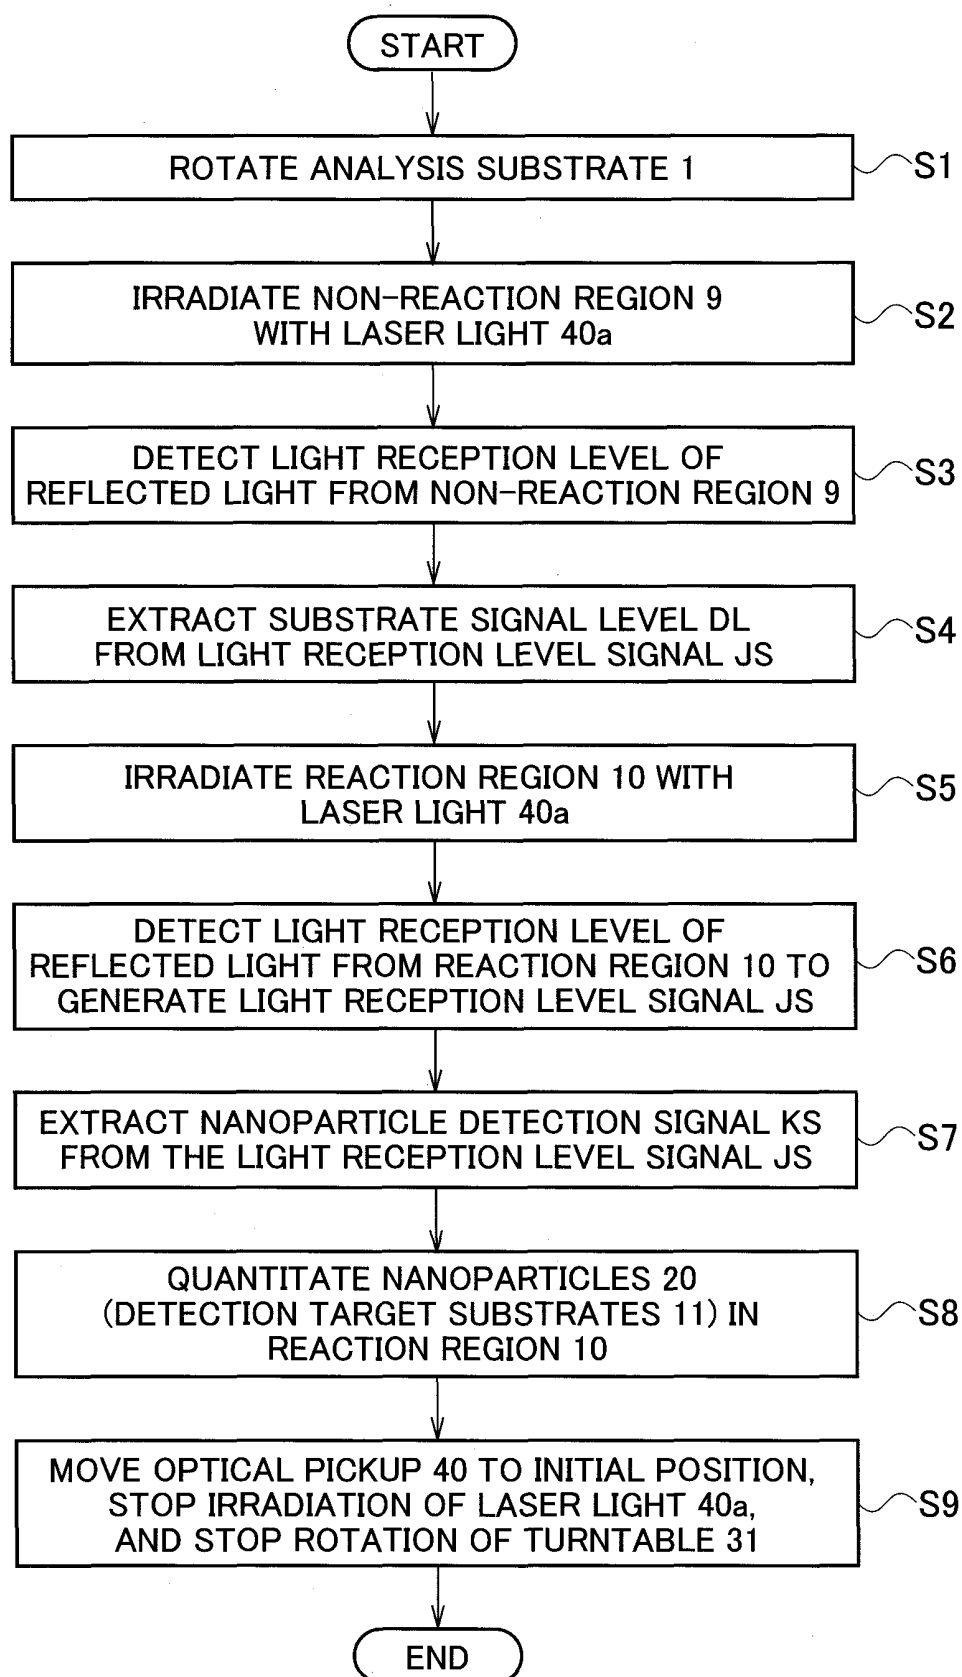 START
ROTATE ANALYSIS SUBSTRATE 1
S1
IRRADIATE NON-REACTION REGION 9
WITH LASER LIGHT 40a
S2
DETECT LIGHT RECEPTION LEVEL OF
REFLECTED LIGHT FROM NON-REACTION REGION 9
S3
EXTRACT SUBSTRATE SIGNAL LEVEL DL
FROM LIGHT RECEPTION LEVEL SIGNAL JS
S4
IRRADIATE REACTION REGION 10 WITH
LASER LIGHT 40a
S5
DETECT LIGHT RECEPTION LEVEL OF
REFLECTED LIGHT FROM REACTION REGION 10 TO
GENERATE LIGHT RECEPTION LEVEL SIGNAL JS
S6
EXTRACT NANOPARTICLE DETECTION SIGNAL KS
FROM THE LIGHT RECEPTION LEVEL SIGNAL JS
S7
QUANTITATE NANOPARTICLES 20
(DETECTION TARGET SUBSTRATES 11) IN
REACTION REGION 10
S8
MOVE OPTICAL PICKUP 40 TO INITIAL POSITION,
STOP IRRADIATION OF LASER LIGHT 40a,
AND STOP ROTATION OF TURNTABLE 31
S9
END